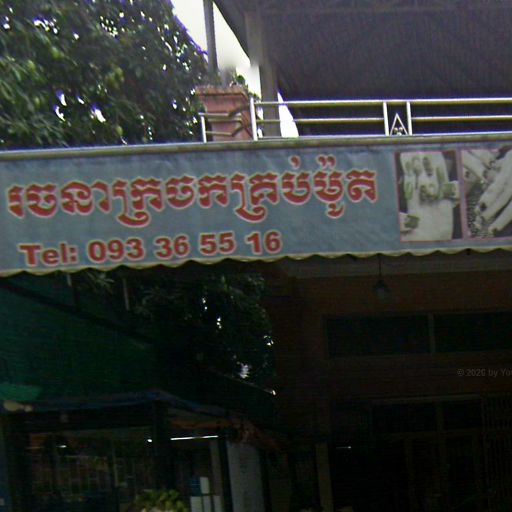 រចនាក្រចកគ្រប់ម៉ូត
Tel: 093 36 55 16
© 2020 by